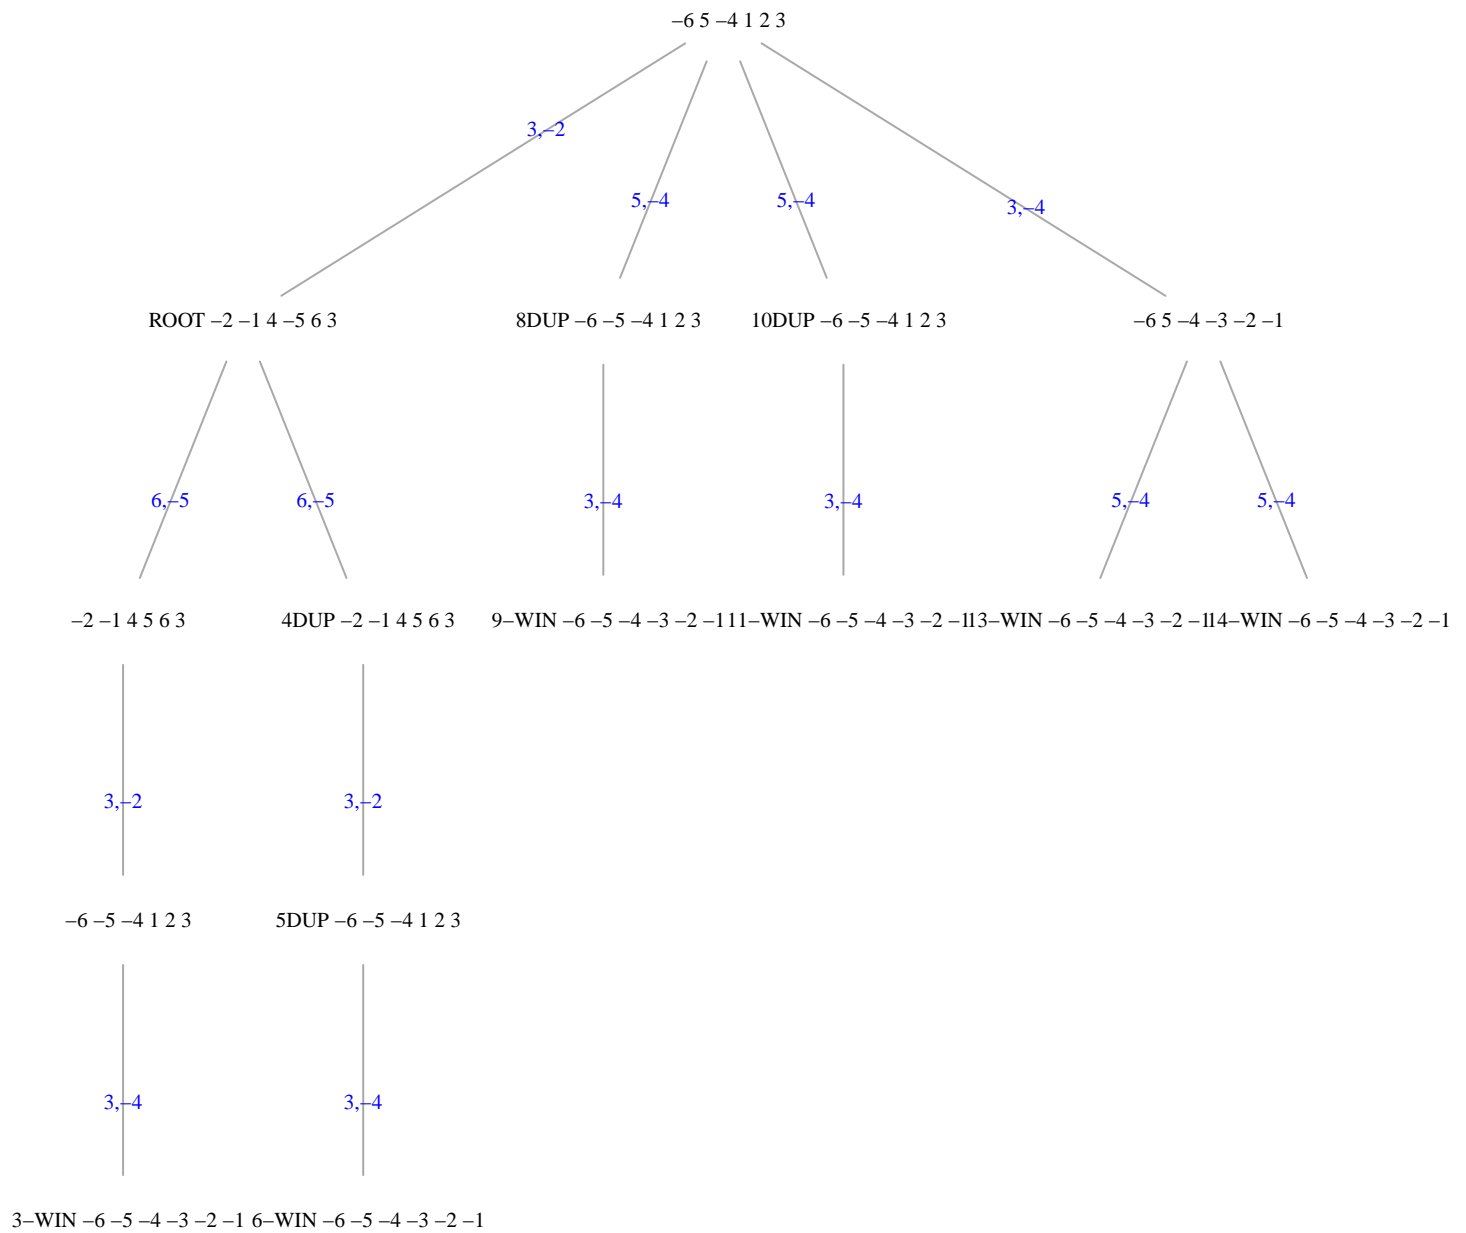 −6 5 −4 1 2 3
3,−2
5,−4
5,−4
3,−4
ROOT −2 −1 4 −5 6 3
8DUP −6 −5 −4 1 2 3
10DUP −6 −5 −4 1 2 3
−6 5 −4 −3 −2 −1
6,−5
6,−5
3,−4
3,−4
5,−4
5,−4
−2 −1 4 5 6 3
4DUP −2 −1 4 5 6 3
9−WIN −6 −5 −4 −3 −2 −1
11−WIN −6 −5 −4 −3 −2 −1
13−WIN −6 −5 −4 −3 −2 −1
14−WIN −6 −5 −4 −3 −2 −1
3,−2
3,−2
−6 −5 −4 1 2 3
5DUP −6 −5 −4 1 2 3
3,−4
3,−4
3−WIN −6 −5 −4 −3 −2 −1
6−WIN −6 −5 −4 −3 −2 −1